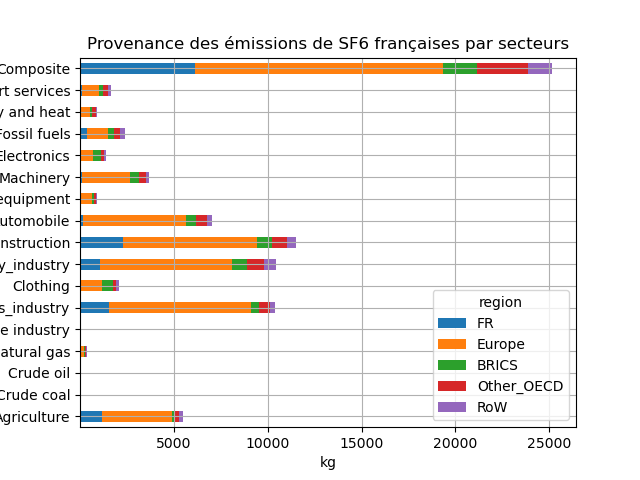 Provenance des émissions de SF6 françaises par secteurs
Composite
rt services
y and heat
Fossil fuels
Electronics
Machinery
equipment
utomobile
nstruction
y_industry
Clothing
s_industry
e industry
atural gas
Crude oil
Crude coal
Agriculture
region
FR
Europe
BRICS
Other_OECD
RoW
5000 10000 15000 20000 25000
kg